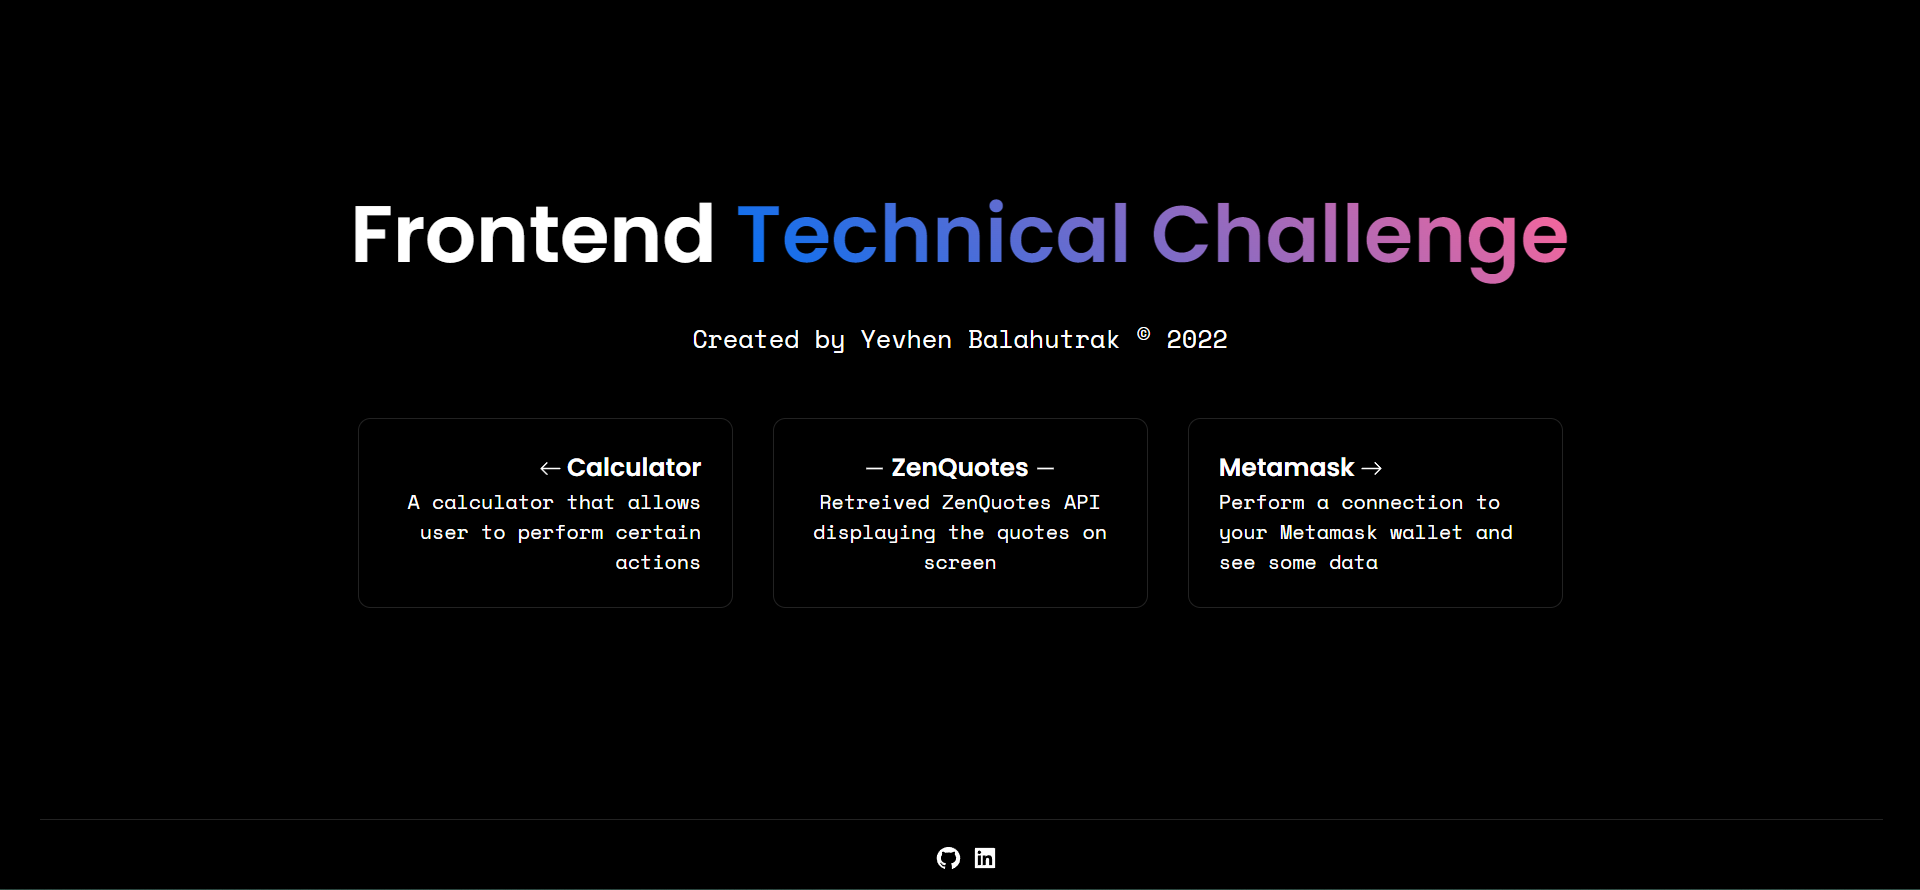 Frontend Technical Challenge
Created by Yevhen Balahutrak © 2022
← Calculator
A calculator that allows
user to perform certain
actions
— ZenQuotes —
Retreived ZenQuotes API
displaying the quotes on
screen
Metamask →
Perform a connection to
your Metamask wallet and
see some data
in